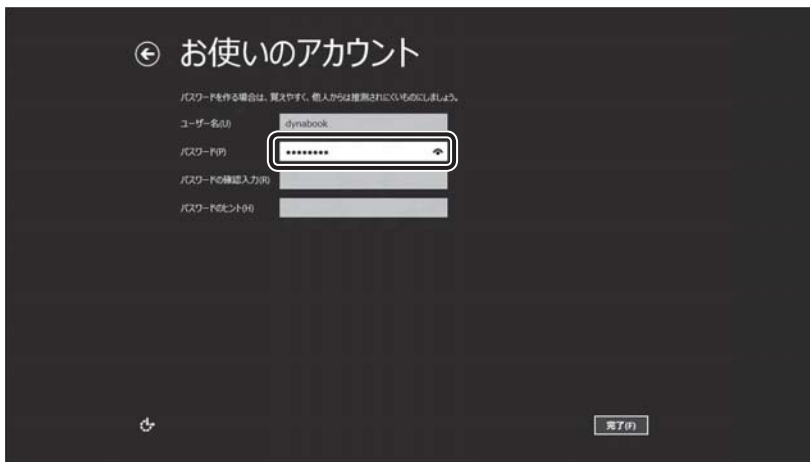 お使いのアカウント
パスワードを作る場合は、覚えやすく、他人からは推測されにくいものにしましょう。
ユーザー名(U)
dynabook
パスワード(P)
••••••••
パスワードの確認入力(R)
パスワードのヒント(H)
完了(F)